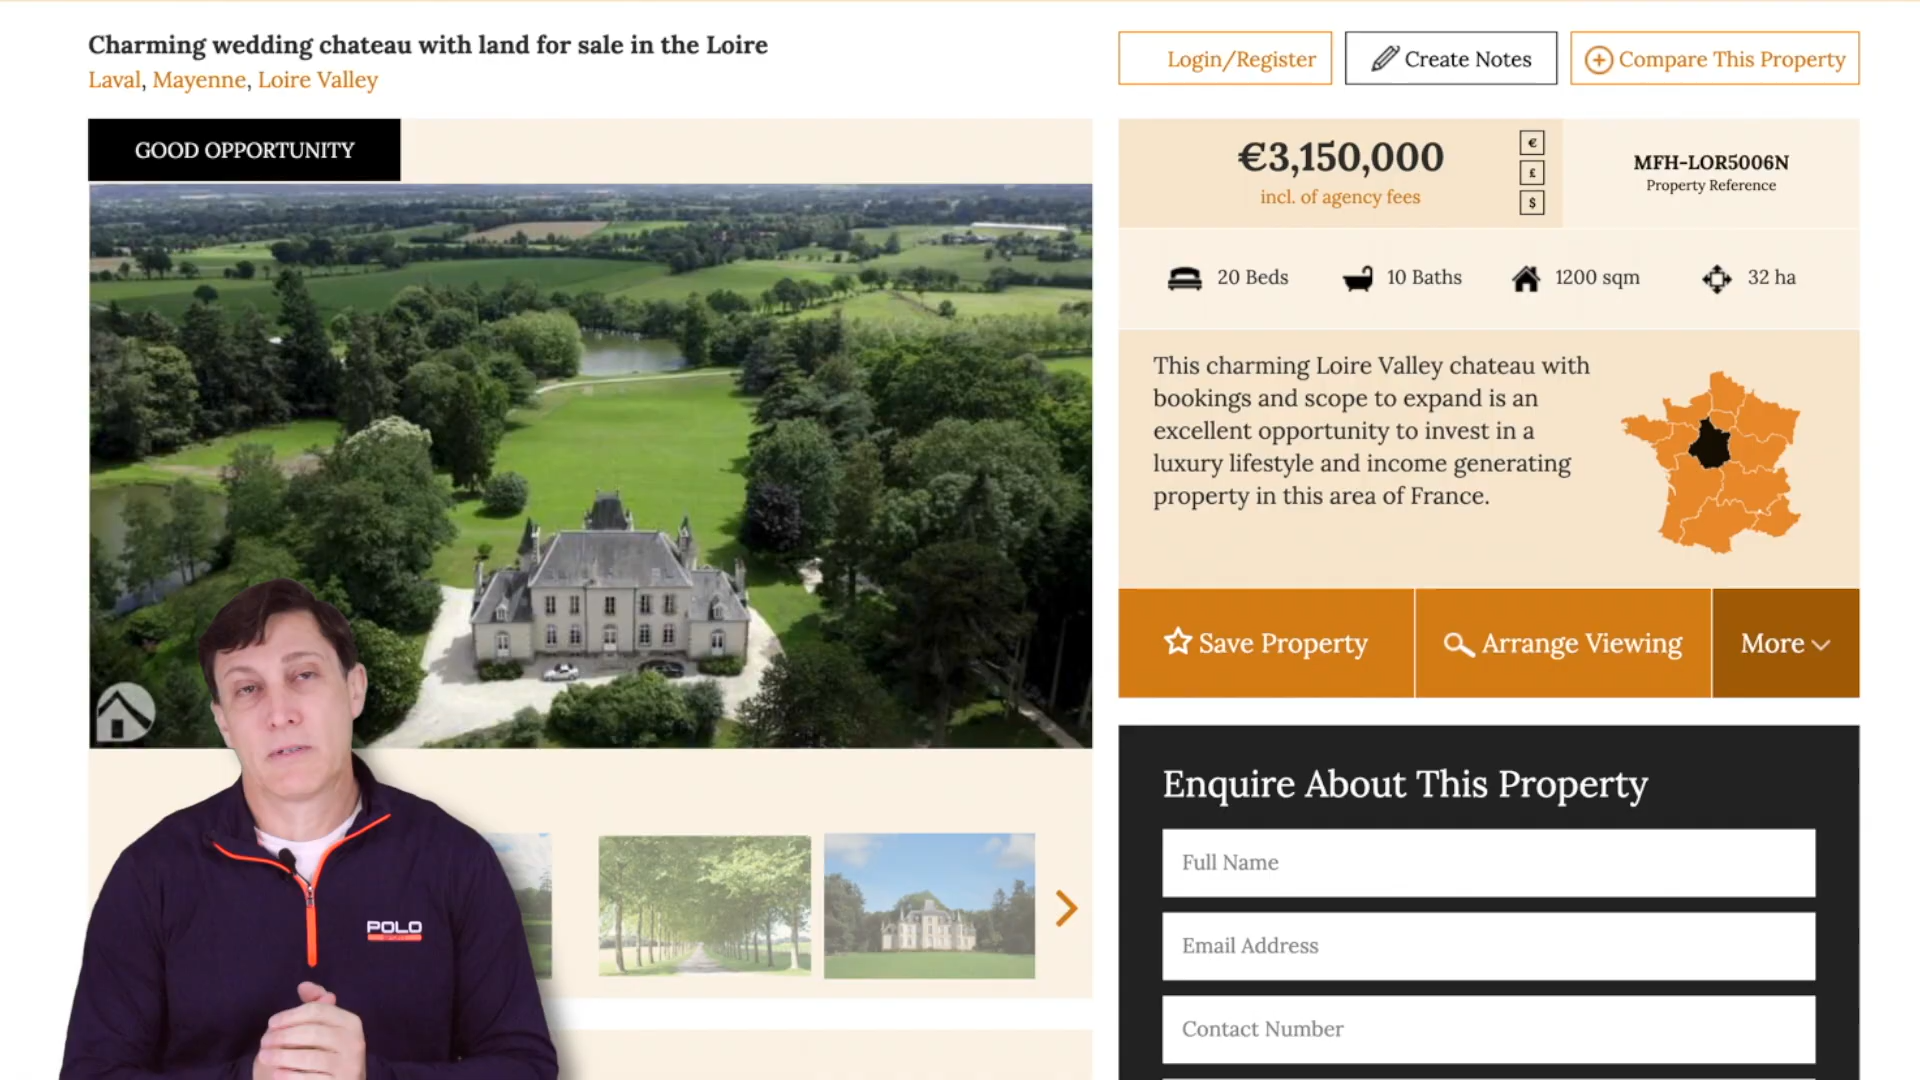 Charming wedding chateau with land for sale in the Loire
Laval, Mayenne, Loire Valley
Login/Register
Create Notes
Compare This Property
GOOD OPPORTUNITY
€3,150,000
incl. of agency fees
€
£
$
MFH-LOR5006N
Property Reference
20 Beds
10 Baths
1200 sqm
32 ha
This charming Loire Valley chateau with
bookings and scope to expand is an
excellent opportunity to invest in a
luxury lifestyle and income generating
property in this area of France.
Save Property
Arrange Viewing
More
Enquire About This Property
Full Name
Email Address
Contact Number
POLO